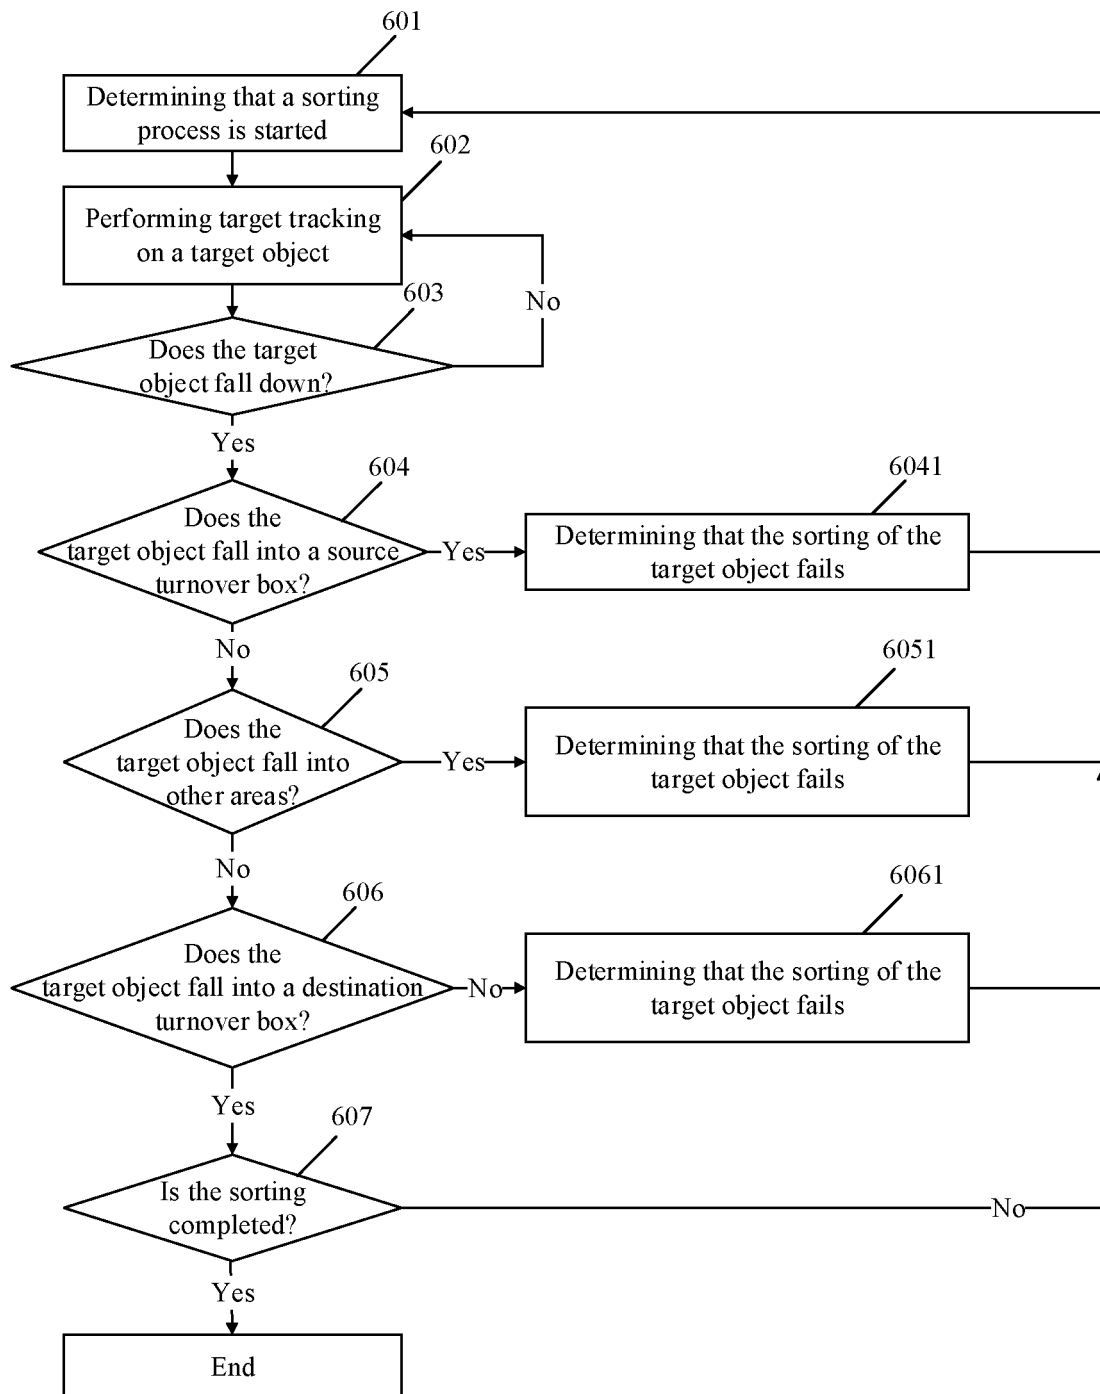 601
Determining that a sorting
process is started
602
Performing target tracking
on a target object
603
No
Does the target
object fall down?
Yes
604
Does the
target object fall into a source
turnover box?
Yes
6041
Determining that the sorting of the
target object fails
No
605
Does the
target object fall into
other areas?
Yes
6051
Determining that the sorting of the
target object fails
No
606
Does the
target object fall into a destination
turnover box?
No
6061
Determining that the sorting of the
target object fails
Yes
607
Is the sorting
completed?
No
Yes
End